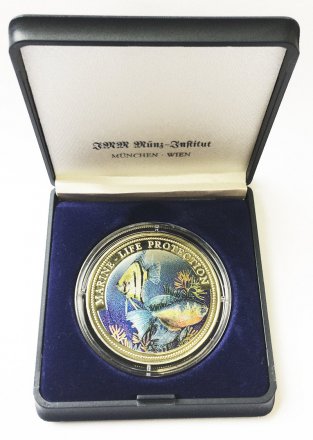 IMM Münz-Institut
MÜNCHEN · WIEN
MARINE · LIFE PROTECTION